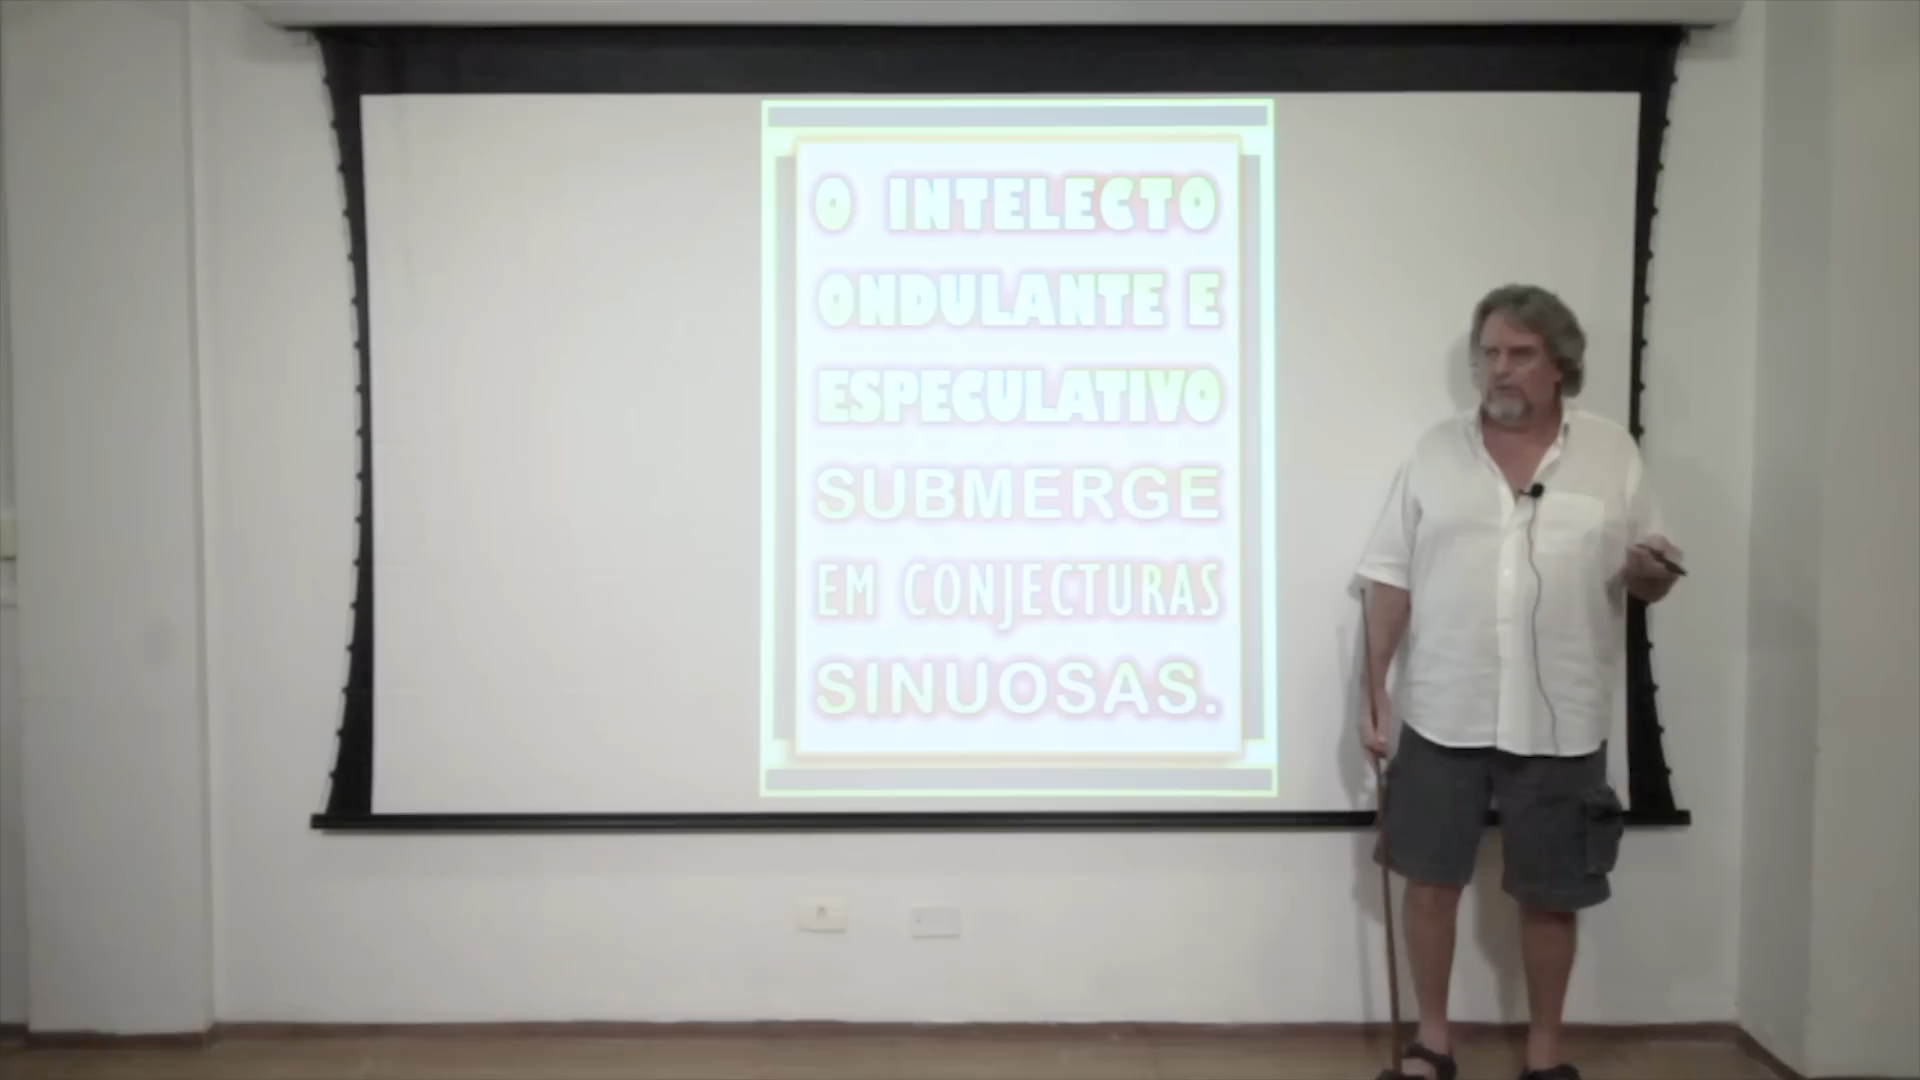 O INTELECTO
ONDULANTE E
ESPECULATIVO
SUBMERGE
EM CONJECTURAS
SINUOSAS.